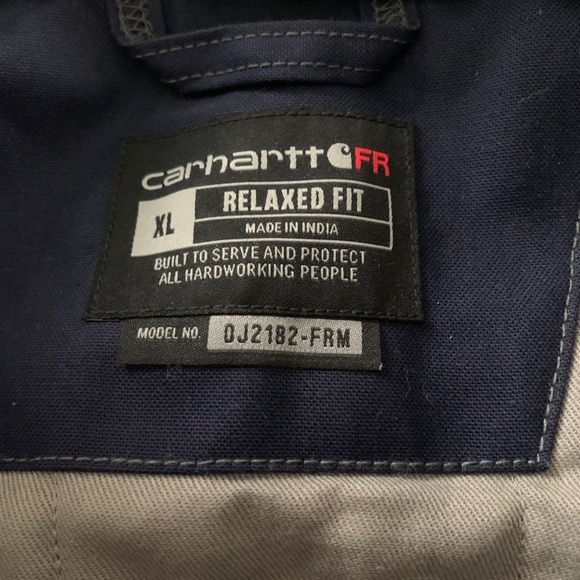 carhartt FR
XL
RELAXED FIT
MADE IN INDIA
BUILT TO SERVE AND PROTECT
ALL HARDWORKING PEOPLE
MODEL NO. OJ2182-FRM